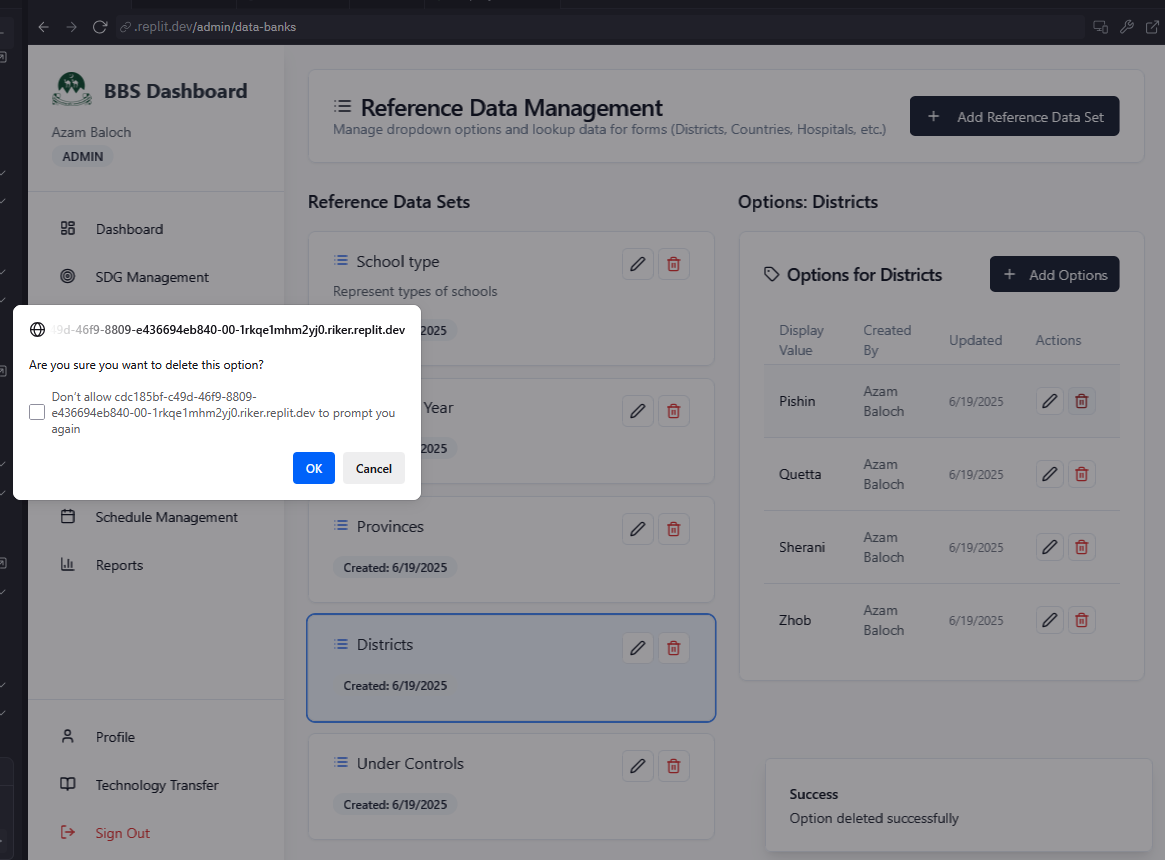 .replit.dev/admin/data-banks
BBS Dashboard
Azam Baloch
ADMIN
Dashboard
SDG Management
Schedule Management
Reports
Profile
Technology Transfer
Sign Out
Reference Data Management
Manage dropdown options and lookup data for forms (Districts, Countries, Hospitals, etc.)
+ Add Reference Data Set
Reference Data Sets
School type
Represent types of schools
2025
Year
2025
Provinces
Created: 6/19/2025
Districts
Created: 6/19/2025
Under Controls
Created: 6/19/2025
Options: Districts
Options for Districts
+ Add Options
Display Value
Created By
Updated
Actions
Pishin
Azam Baloch
6/19/2025
Quetta
Azam Baloch
6/19/2025
Sherani
Azam Baloch
6/19/2025
Zhob
Azam Baloch
6/19/2025
9d-46f9-8809-e436694eb840-00-1rkqe1mhm2yj0.riker.replit.dev
Are you sure you want to delete this option?
Don't allow cdc185bf-c49d-46f9-8809-
e436694eb840-00-1rkqe1mhm2yj0.riker.replit.dev to prompt you
again
OK
Cancel
Success
Option deleted successfully